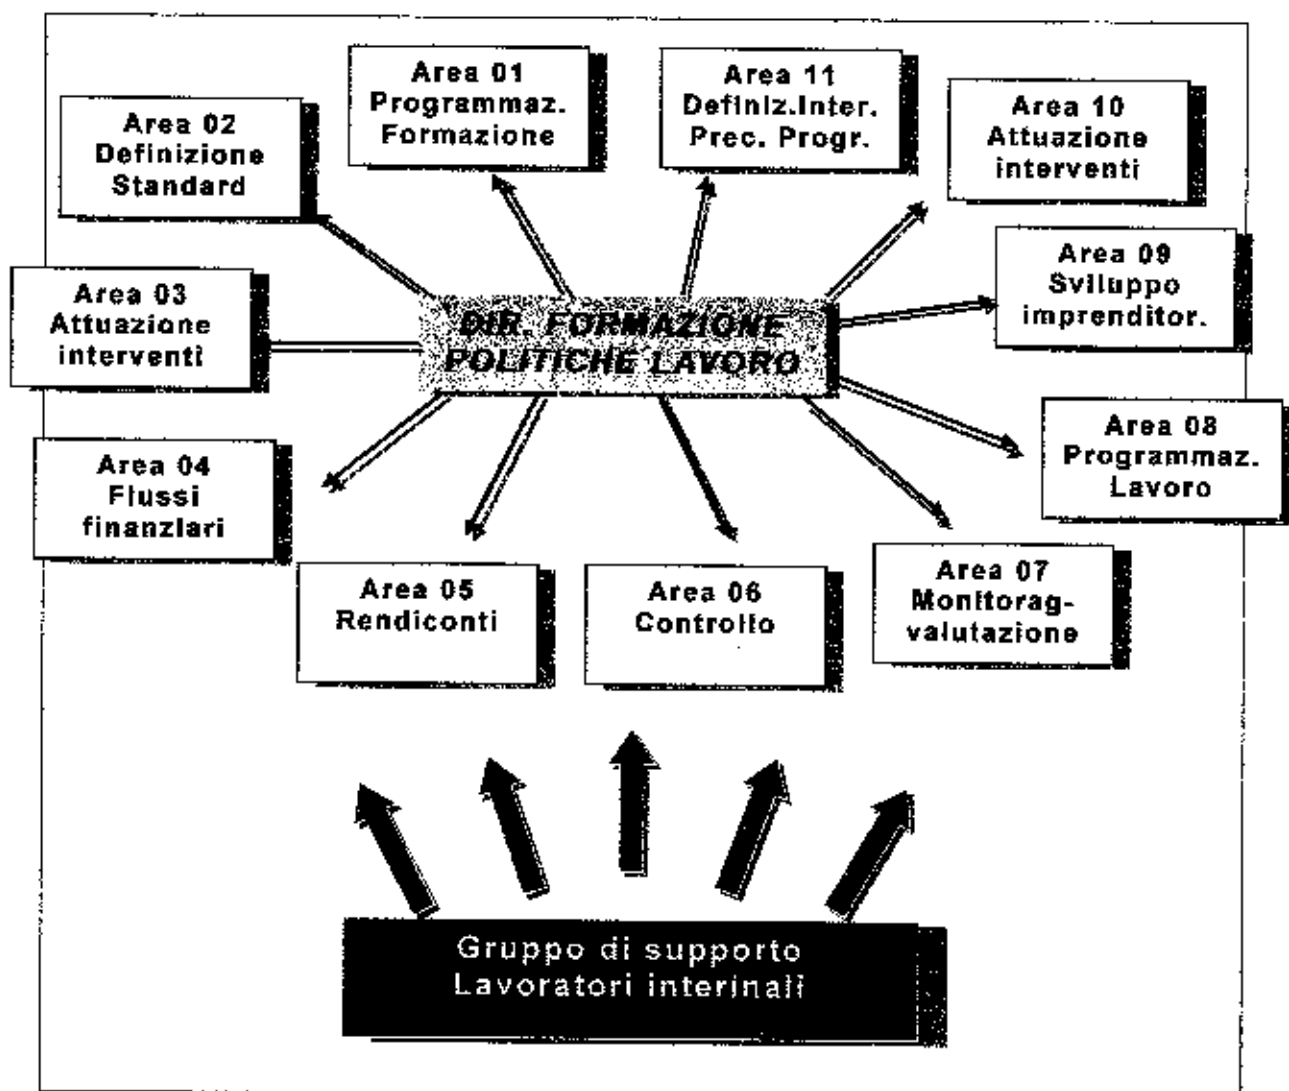 Area 01
Programmaz.
Formazione
Area 11
Definiz.Inter.
Prec. Progr.
Area 02
Definizione
Standard
Area 10
Attuazione
interventi
Area 03
Attuazione
interventi
DIR. FORMAZIONE
POLITICHE LAVORO
Area 09
Sviluppo
imprenditor.
Area 04
Flussi
finanziari
Area 08
Programmaz.
Lavoro
Area 05
Rendiconti
Area 06
Controllo
Area 07
Monitorag-
valutazione
Gruppo di supporto
Lavoratori interinali